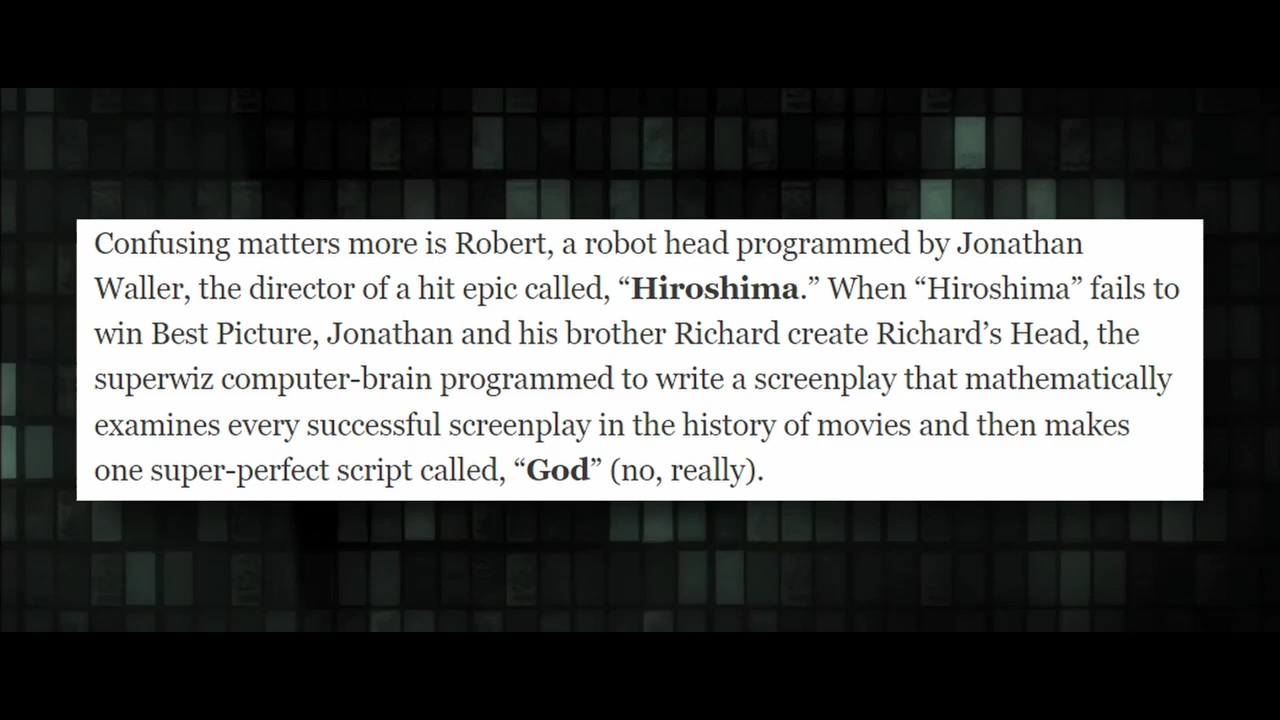 Confusing matters more is Robert, a robot head programmed by Jonathan
Waller, the director of a hit epic called, “Hiroshima.” When “Hiroshima” fails to
win Best Picture, Jonathan and his brother Richard create Richard’s Head, the
superwiz computer-brain programmed to write a screenplay that mathematically
examines every successful screenplay in the history of movies and then makes
one super-perfect script called, “God” (no, really).